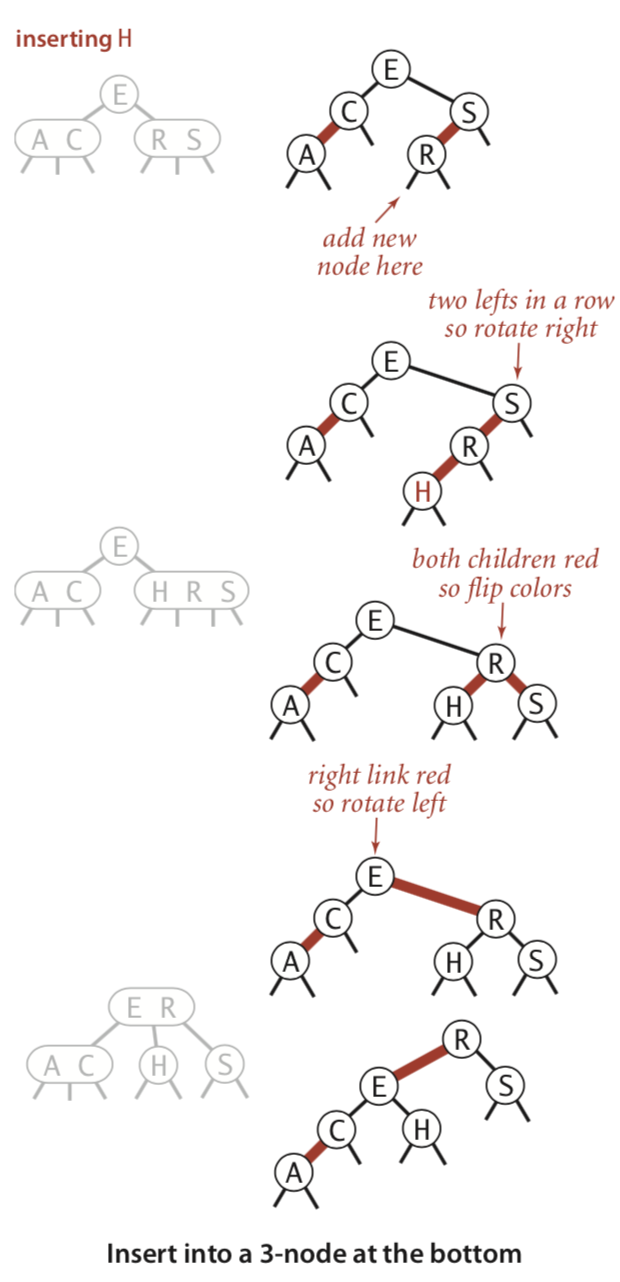 inserting H
E
A C R S
E
C S
A R
add new
node here
two lefts in a row
so rotate right
E
C S
A R
H
E
A C H R S
both children red
so flip colors
E
C R
A H S
right link red
so rotate left
E
C R
A H S
E R
A C H S
R
E S
C H
A
Insert into a 3-node at the bottom